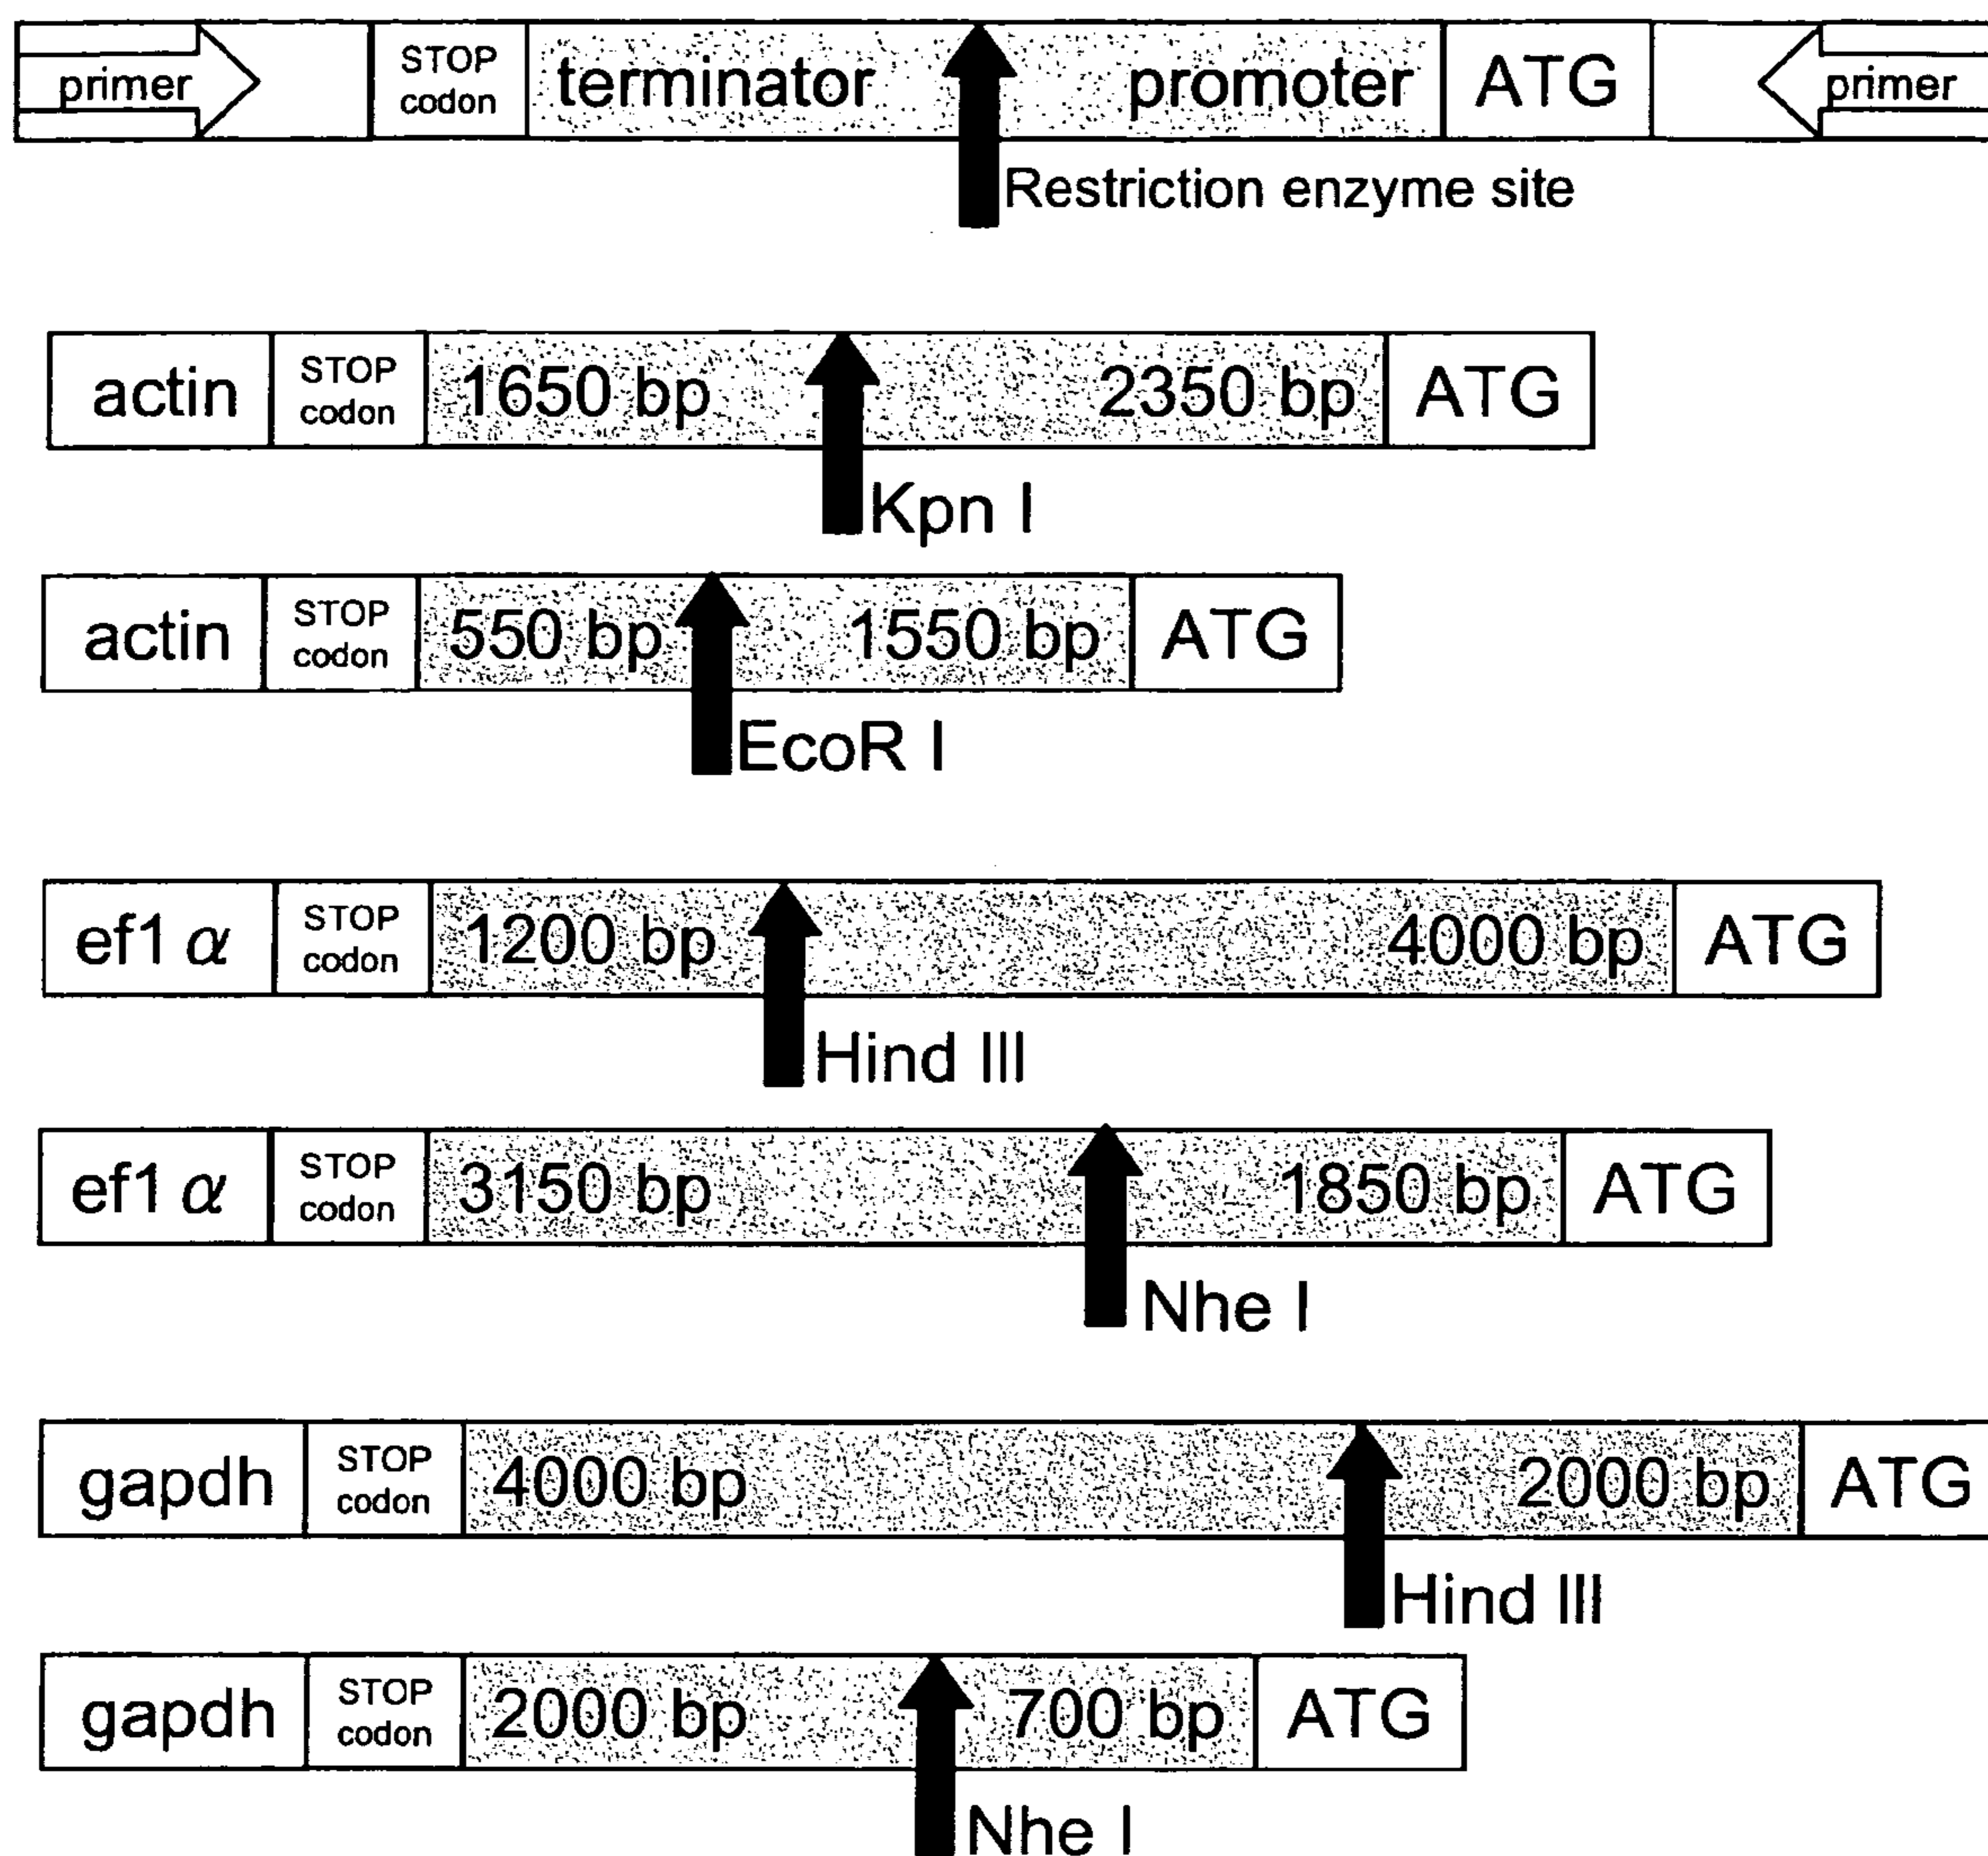 primer STOP codon terminator promoter ATG primer
Restriction enzyme site
actin STOP codon 1650 bp 2350 bp ATG
Kpn I
actin STOP codon 550 bp 1550 bp ATG
EcoR I
ef1 α STOP codon 1200 bp 4000 bp ATG
Hind III
ef1 α STOP codon 3150 bp 1850 bp ATG
Nhe I
gapdh STOP codon 4000 bp 2000 bp ATG
Hind III
gapdh STOP codon 2000 bp 700 bp ATG
Nhe I